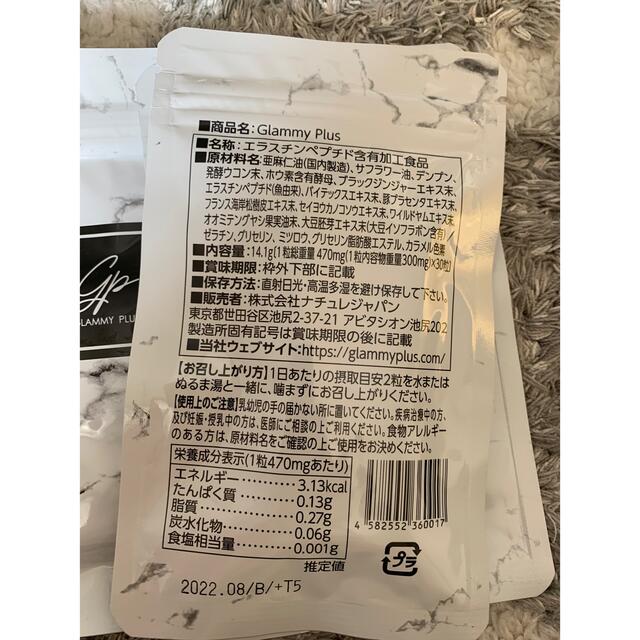 ■商品名:Glammy Plus
■名称:エラスチンペプチド含有加工食品
■原材料名:亜麻仁油(国内製造)、サフラワー油、デンプン、
発酵ウコン末、ホウ素含有酵母、ブラックジンジャーエキス末、
エラスチンペプチド(魚由来)、バイテックスエキス末、豚プラセンタエキス末、
フランス海岸松樹皮エキス末、セイヨウカノコソウエキス末、ワイルドヤムエキス末、
オオミテングヤシ果実油末、大豆胚芽エキス末(大豆イソフラボン含有)/
ゼラチン、グリセリン、ミツロウ、グリセリン脂肪酸エステル、カラメル色素
■内容量:14.1g(1粒総重量 470mg(1粒内容物重量300mg)×30粒)
■賞味期限:枠外下部に記載
■保存方法:直射日光・高温多湿を避け保存して下さい。
■販売者:株式会社ナチュレジャパン
東京都世田谷区池尻2-37-21 アビタシオン池尻202
製造所固有記号は賞味期限の後に記載
■当社ウェブサイト:https://glammyplus.com/
【お召し上がり方】1日あたりの摂取目安2粒を水または
ぬるま湯と一緒に、噛まずにお召し上がりください。
【使用上のご注意】乳幼児の手の届かない所に置いてください。疾病治療中の方、
及び妊娠・授乳中の方は、医師にご相談の上ご利用ください。食物アレルギー
のある方は、原材料名をご確認の上ご使用をお決めください。
栄養成分表示(1粒470mgあたり)
エネルギー 3.13kcal
たんぱく質 0.13g
脂質 0.27g
炭水化物 0.06g
食塩相当量 0.001g
推定値
4 582552 360017
プラ
2022.08/B/+T5
Gp
GLAMMY PLU